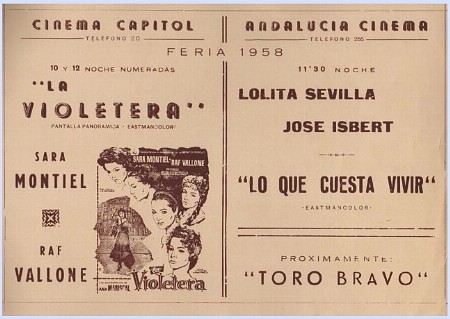 CINEMA CAPITOL
TELEFONO 20
ANDALUCIA CINEMA
TELEFONO 255
FERIA 1958
10 Y 12 NOCHE NUMERADAS
"LA
VIOLETERA"
PANTALLA PANORAMICA - EASTMANCOLOR
SARA
MONTIEL
RAF
VALLONE
SARA MONTIEL RAF VALLONE
La
Violetera
11'30 NOCHE
LOLITA SEVILLA
JOSE ISBERT
"LO QUE CUESTA VIVIR"
-EASTMANCOLOR-
PROXIMAMENTE:
"TORO BRAVO"